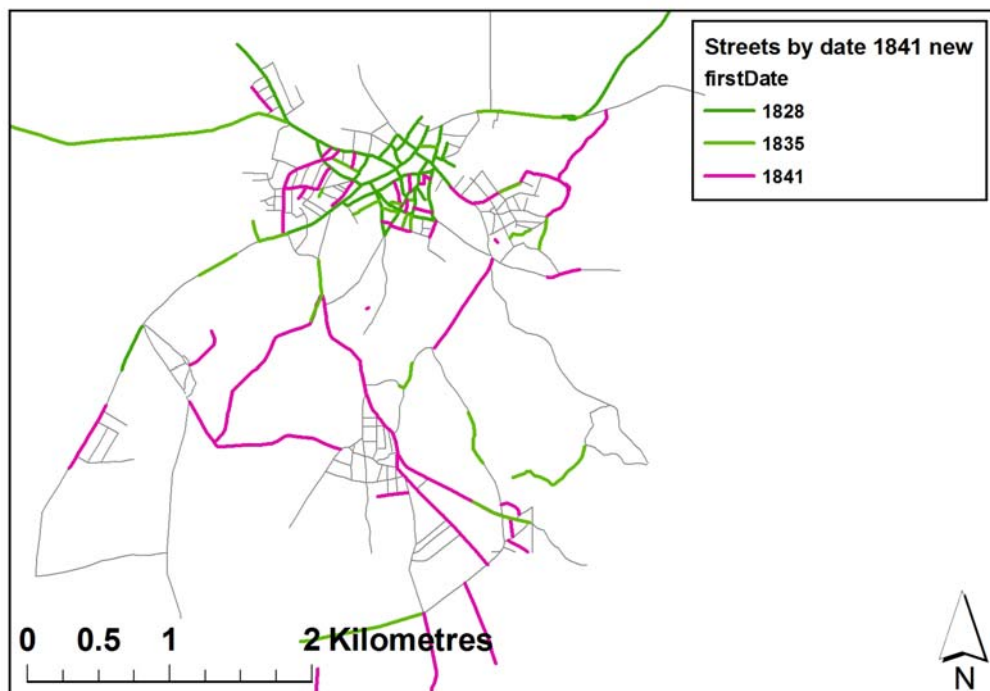 Streets by date 1841 new
firstDate
1828
1835
1841
0 0.5 1 2 Kilometres
N